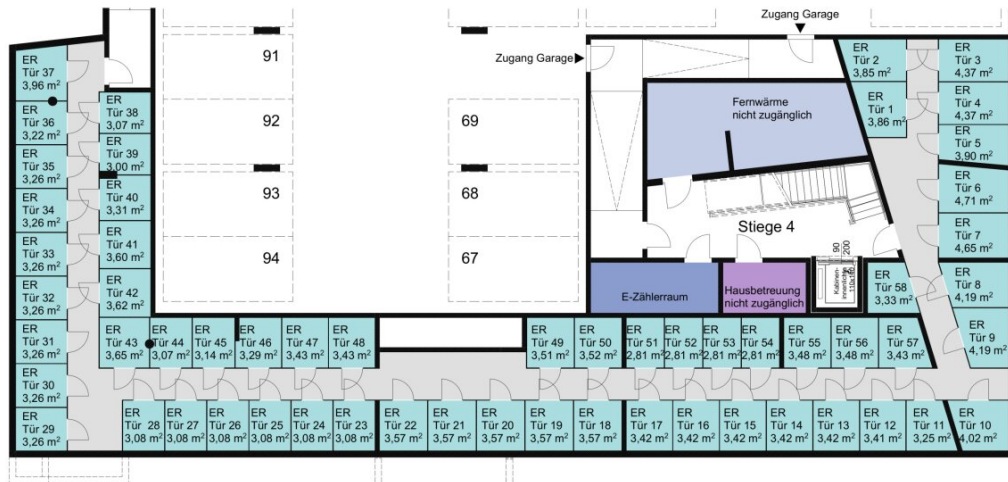 Zugang Garage
Zugang Garage
91
92
93
94
69
68
67
Fernwärme
nicht zugänglich
Stiege 4
E-Zählerraum
Hausbetreuung
nicht zugänglich
90
200
Kabinen-
innenlichte
110x180
ER
Tür 37
3,96 m²
ER
Tür 36
3,22 m²
ER
Tür 35
3,26 m²
ER
Tür 34
3,26 m²
ER
Tür 33
3,26 m²
ER
Tür 32
3,26 m²
ER
Tür 31
3,26 m²
ER
Tür 30
3,26 m²
ER
Tür 29
3,26 m²
ER
Tür 38
3,07 m²
ER
Tür 39
3,00 m²
ER
Tür 40
3,31 m²
ER
Tür 41
3,60 m²
ER
Tür 42
3,62 m²
ER
Tür 43
3,65 m²
ER
Tür 44
3,07 m²
ER
Tür 45
3,14 m²
ER
Tür 46
3,29 m²
ER
Tür 47
3,43 m²
ER
Tür 48
3,43 m²
ER
Tür 49
3,51 m²
ER
Tür 50
3,52 m²
ER
Tür 51
2,81 m²
ER
Tür 52
2,81 m²
ER
Tür 53
2,81 m²
ER
Tür 54
2,81 m²
ER
Tür 55
3,48 m²
ER
Tür 56
3,48 m²
ER
Tür 57
3,43 m²
ER
Tür 58
3,33 m²
ER
Tür 2
3,85 m²
ER
Tür 1
3,86 m²
ER
Tür 3
4,37 m²
ER
Tür 4
4,37 m²
ER
Tür 5
3,90 m²
ER
Tür 6
4,71 m²
ER
Tür 7
4,65 m²
ER
Tür 8
4,19 m²
ER
Tür 9
4,19 m²
ER
Tür 28
3,08 m²
ER
Tür 27
3,08 m²
ER
Tür 26
3,08 m²
ER
Tür 25
3,08 m²
ER
Tür 24
3,08 m²
ER
Tür 23
3,08 m²
ER
Tür 22
3,57 m²
ER
Tür 21
3,57 m²
ER
Tür 20
3,57 m²
ER
Tür 19
3,57 m²
ER
Tür 18
3,57 m²
ER
Tür 17
3,42 m²
ER
Tür 16
3,42 m²
ER
Tür 15
3,42 m²
ER
Tür 14
3,42 m²
ER
Tür 13
3,42 m²
ER
Tür 12
3,41 m²
ER
Tür 11
3,25 m²
ER
Tür 10
4,02 m²